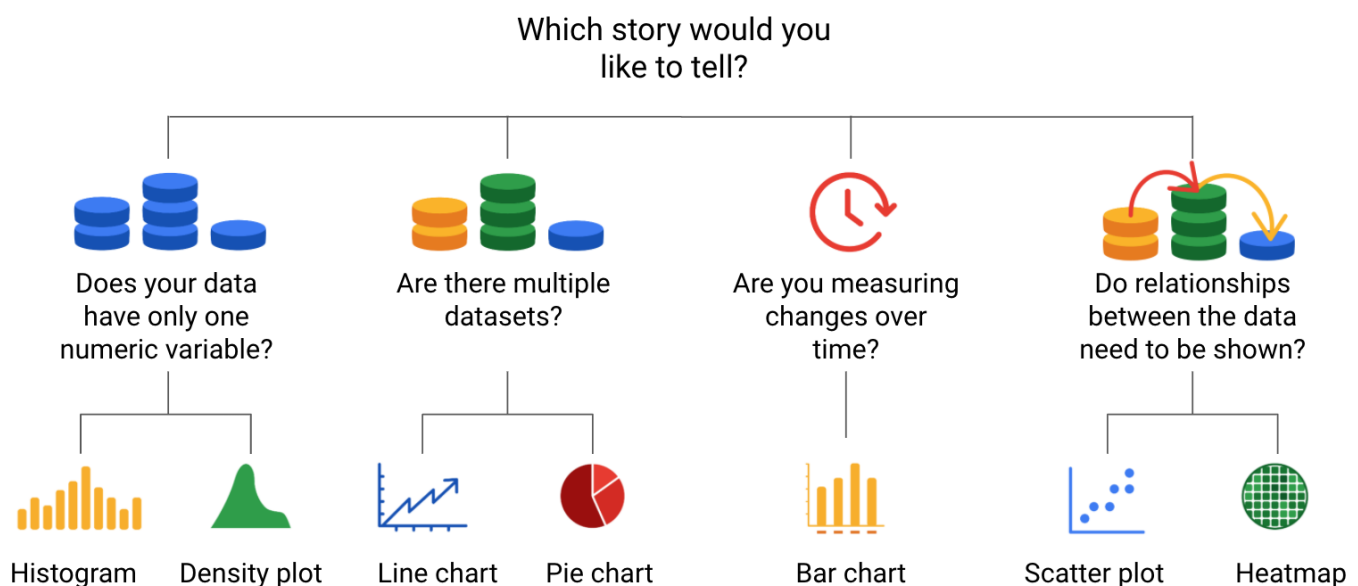 Which story would you
like to tell?
Does your data
have only one
numeric variable?
Are there multiple
datasets?
Are you measuring
changes over
time?
Do relationships
between the data
need to be shown?
Histogram
Density plot
Line chart
Pie chart
Bar chart
Scatter plot
Heatmap